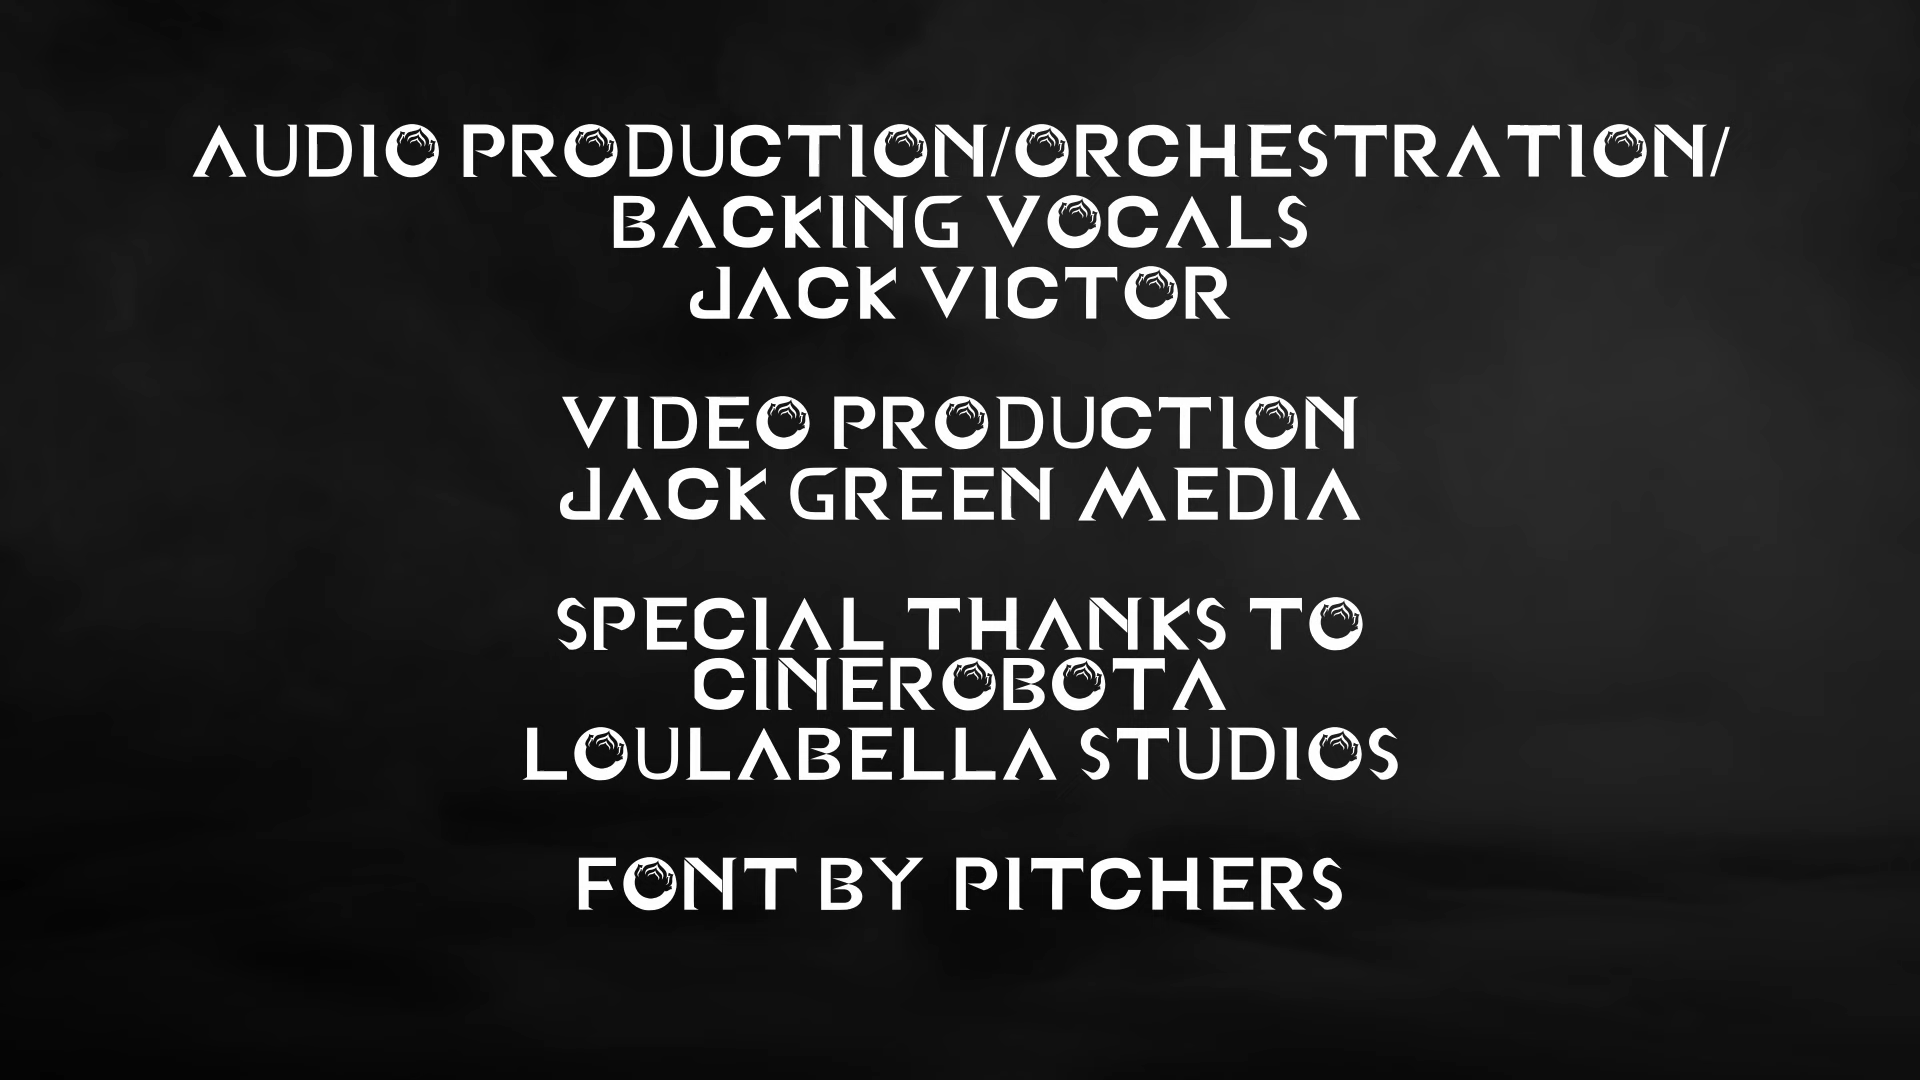 AUDIO PRODUCTION/ORCHESTRATION/
BACKING VOCALS
JACK VICTOR
VIDEO PRODUCTION
JACK GREEN MEDIA
SPECIAL THANKS TO
CINEROBOTA
LOULABELLA STUDIOS
FONT BY PITCHERS